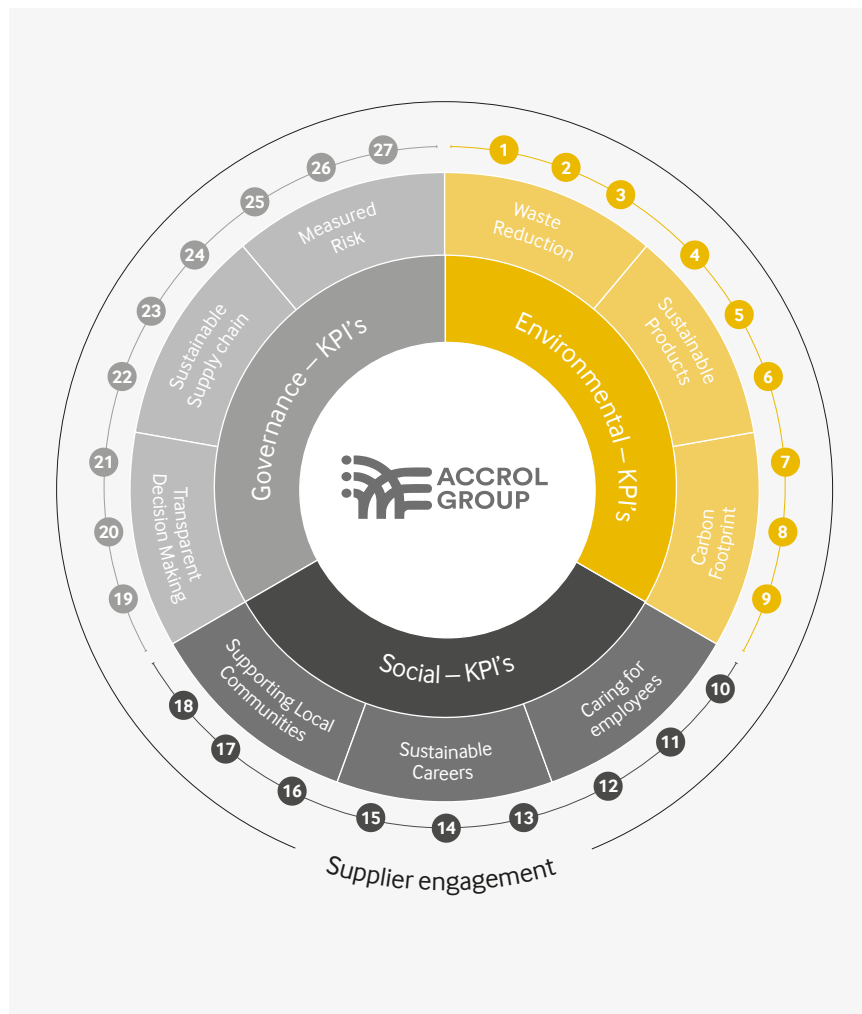 ACCROL
GROUP
Environmental – KPI's
Social – KPI's
Governance – KPI's
Waste
Reduction
Sustainable
Products
Carbon
Footprint
Caring for
employees
Sustainable
Careers
Supporting Local
Communities
Transparent
Decision Making
Sustainable
Supply chain
Measured
Risk
1
2
3
4
5
6
7
8
9
10
11
12
13
14
15
16
17
18
19
20
21
22
23
24
25
26
27
Supplier engagement